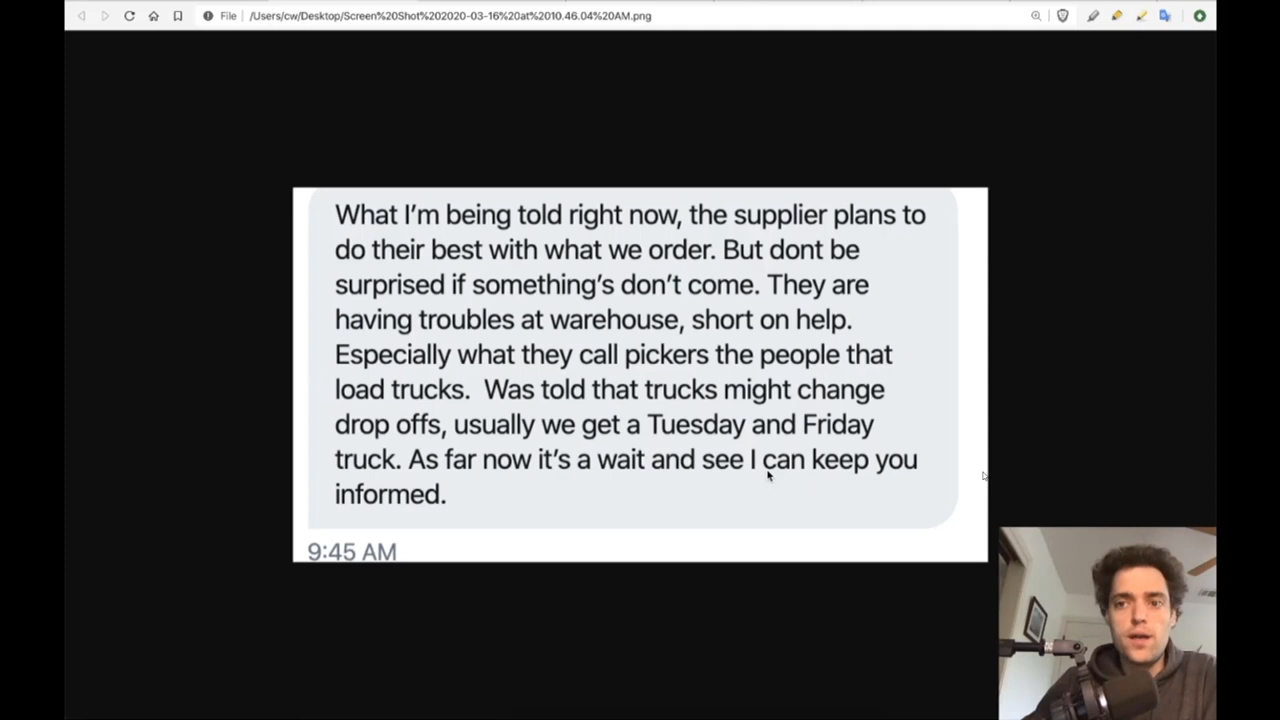 File
/Users/cw/Desktop/Screen%20Shot%202020-03-16%20at%2010.46.04%20AM.png
What I’m being told right now, the supplier plans to
do their best with what we order. But dont be
surprised if something’s don’t come. They are
having troubles at warehouse, short on help.
Especially what they call pickers the people that
load trucks.  Was told that trucks might change
drop offs, usually we get a Tuesday and Friday
truck. As far now it’s a wait and see I can keep you
informed.
9:45 AM